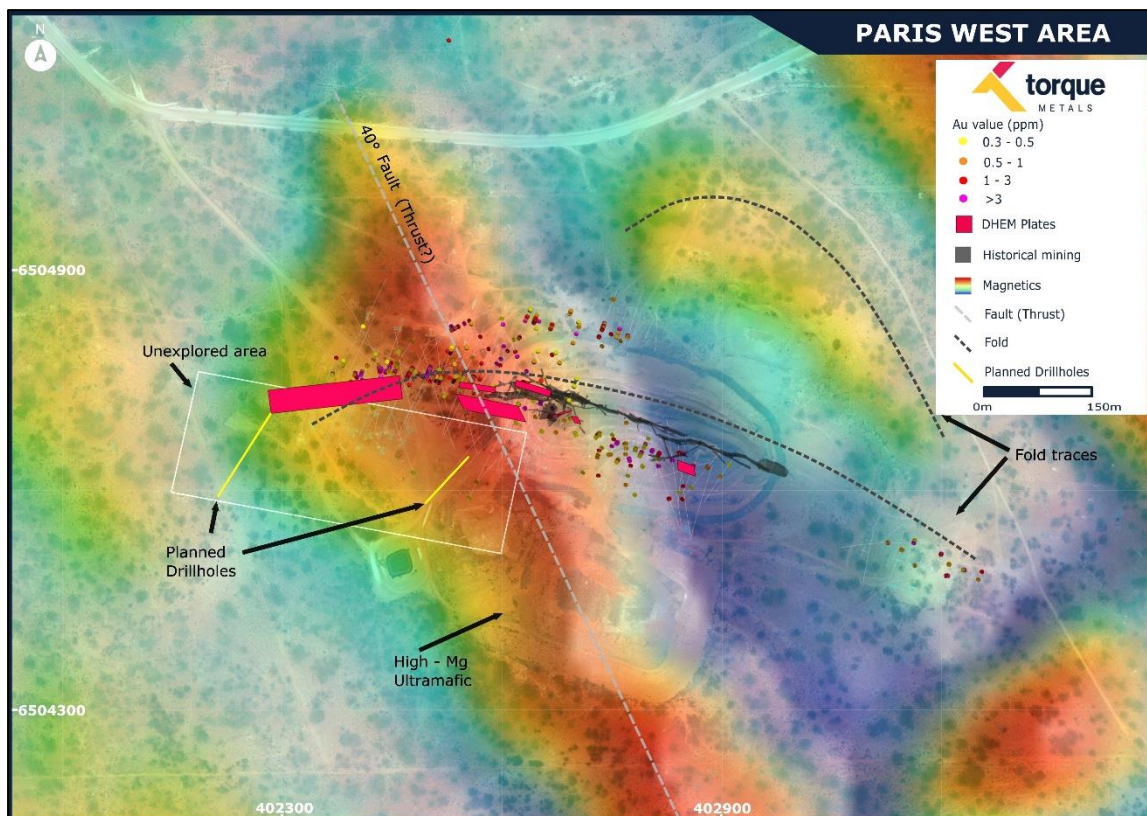 N
A
PARIS WEST AREA
torque
METALS
Au value (ppm)
0.3 - 0.5
0.5 - 1
1 - 3
>3
DHEM Plates
Historical mining
Magnetics
Fault (Thrust)
Fold
Planned Drillholes
0m 150m
40º Fault (Thrust?)
6504900
Unexplored area
Fold traces
Planned
Drillholes
High - Mg
Ultramafic
6504300
402300
402900